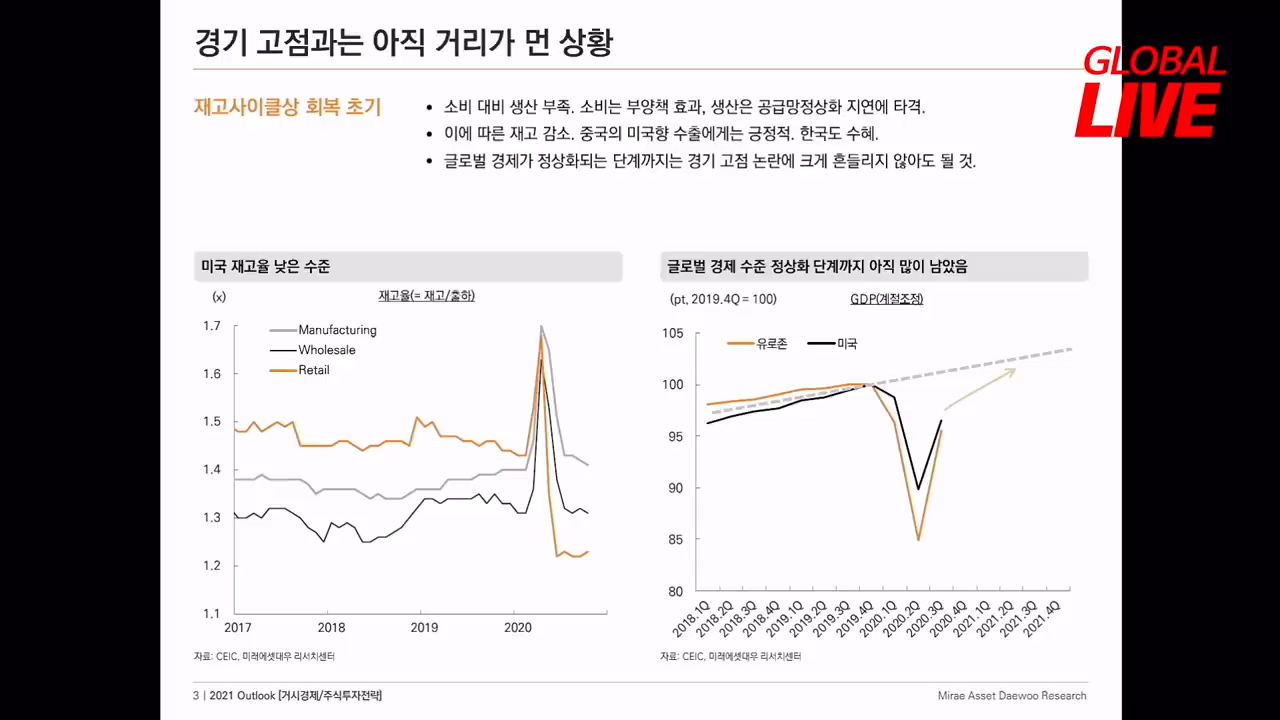 경기 고점과는 아직 거리가 먼 상황
GLOBAL
LIVE
재고사이클상 회복 초기
• 소비 대비 생산 부족. 소비는 부양책 효과, 생산은 공급망정상화 지연에 타격.
• 이에 따른 재고 감소. 중국의 미국향 수출에게는 긍정적. 한국도 수혜.
• 글로벌 경제가 정상화되는 단계까지는 경기 고점 논란에 크게 흔들리지 않아도 될 것.
미국 재고율 낮은 수준
(x)
재고율(= 재고/출하)
Manufacturing
Wholesale
Retail
1.7
1.6
1.5
1.4
1.3
1.2
1.1
2017 2018 2019 2020
자료: CEIC, 미래에셋대우 리서치센터
글로벌 경제 수준 정상화 단계까지 아직 많이 남았음
(pt, 2019.4Q = 100)
GDP(계절조정)
유로존 미국
105
100
95
90
85
80
2018.1Q 2018.2Q 2018.3Q 2018.4Q 2019.1Q 2019.2Q 2019.3Q 2019.4Q 2020.1Q 2020.2Q 2020.3Q 2020.4Q 2021.1Q 2021.2Q 2021.3Q 2021.4Q
자료: CEIC, 미래에셋대우 리서치센터
3 | 2021 Outlook [거시경제/주식투자전략]
Mirae Asset Daewoo Research